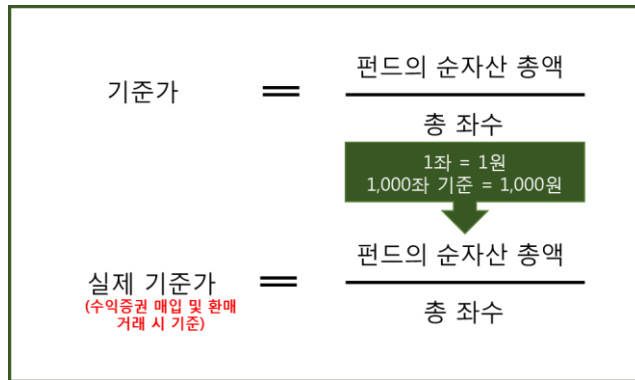 펀드의 순자산 총액
기준가 =
총 좌수
1좌 = 1원
1,000좌 기준 = 1,000원
펀드의 순자산 총액
실제 기준가 =
(수익증권 매입 및 환매
거래 시 기준)
총 좌수